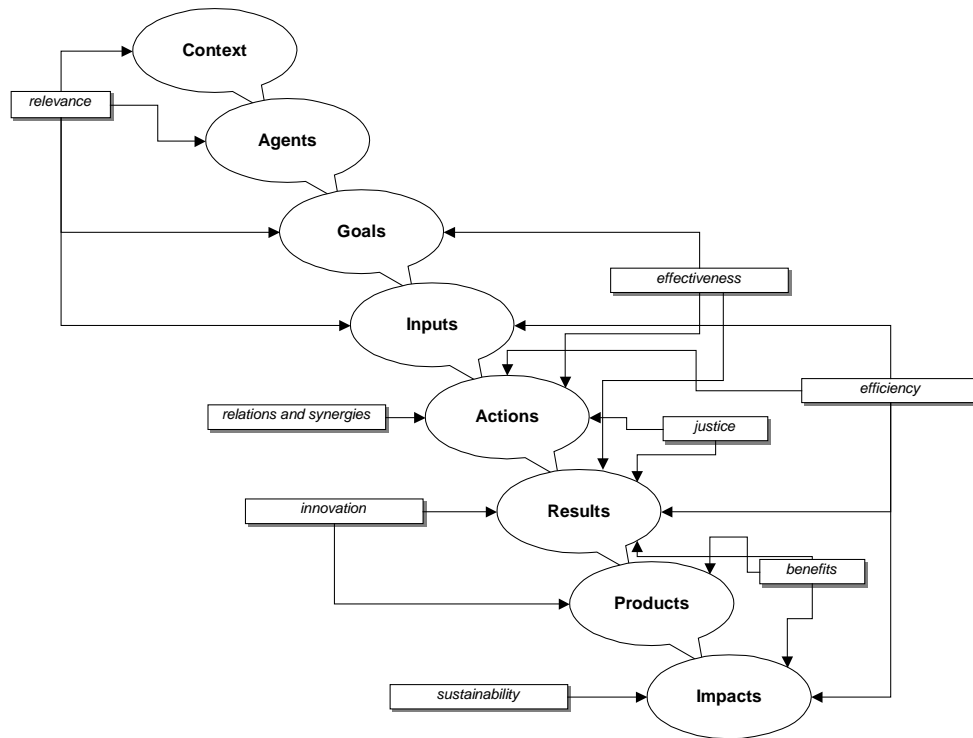 Context
relevance
Agents
Goals
effectiveness
Inputs
efficiency
relations and synergies
Actions
justice
innovation
Results
benefits
Products
sustainability
Impacts